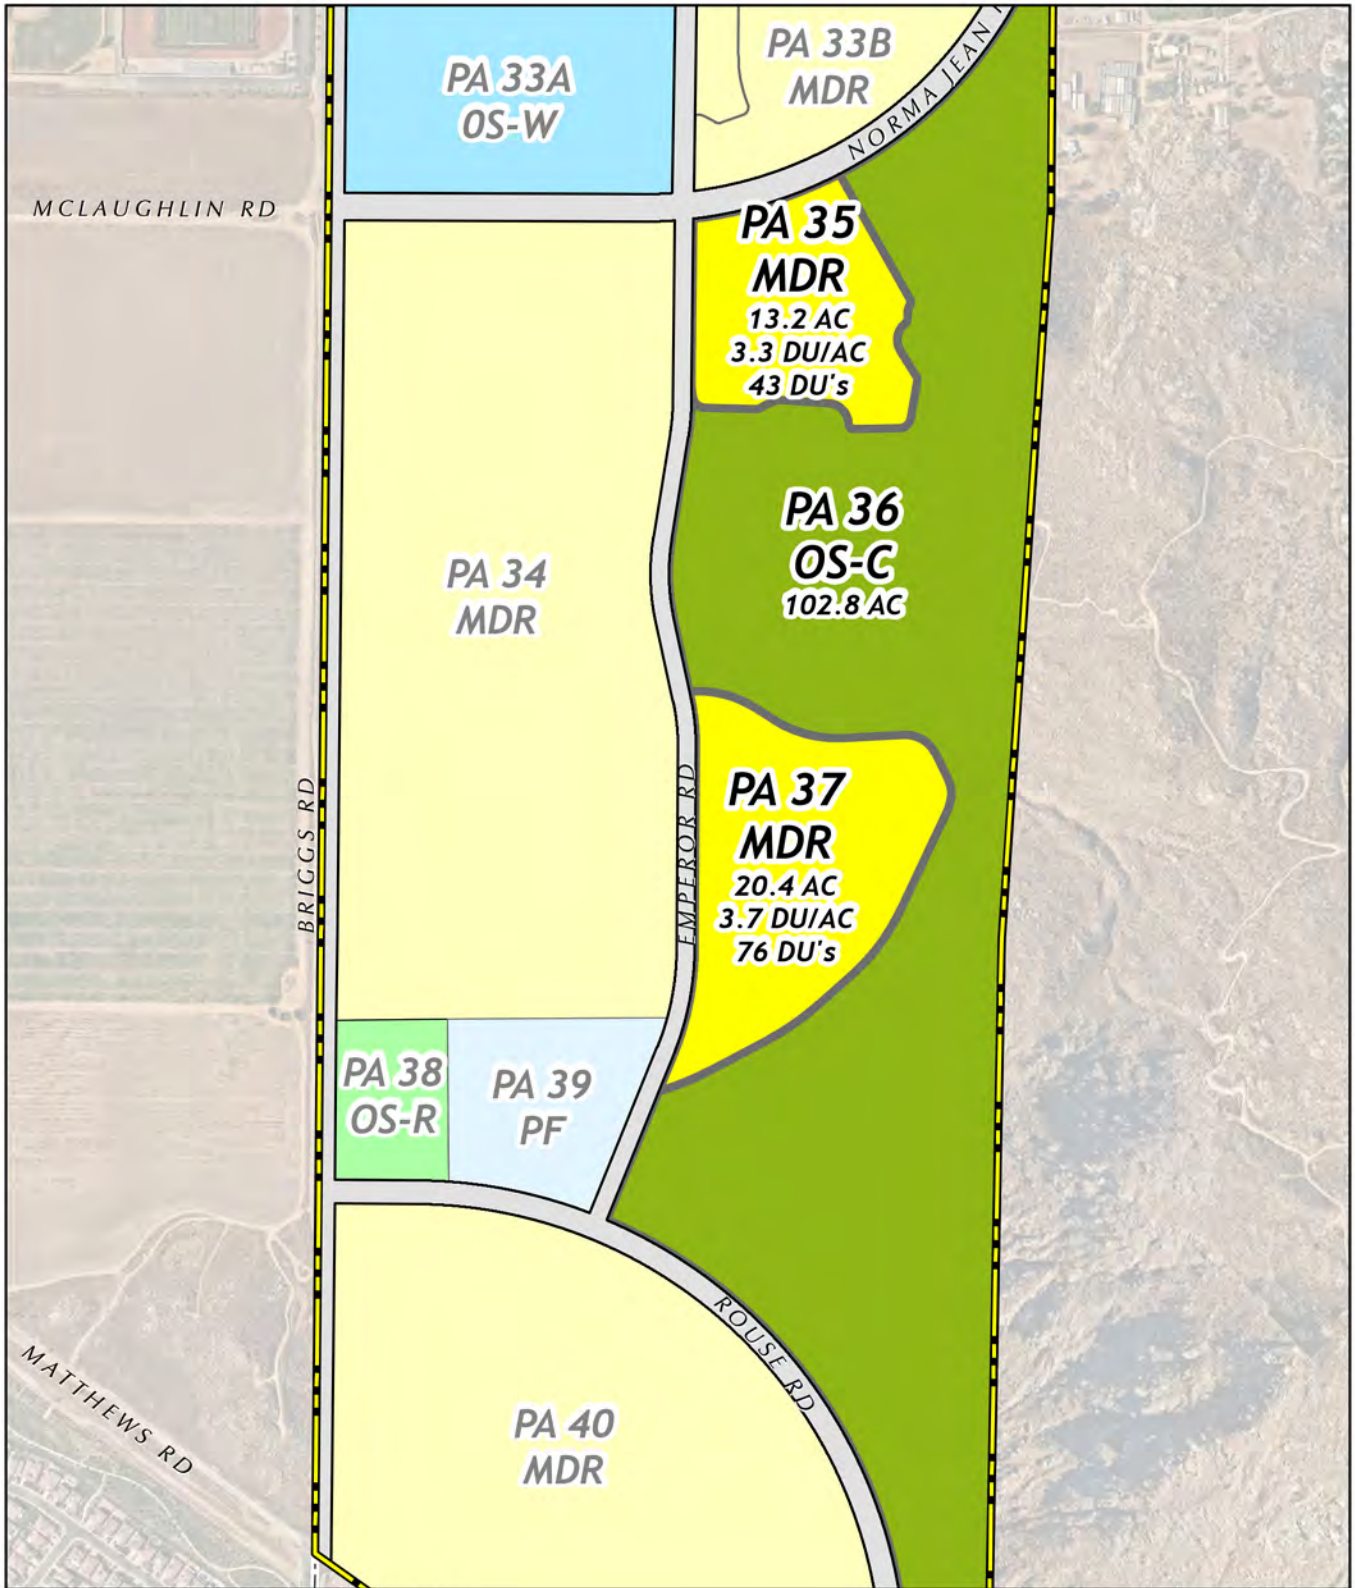 PA 33A
OS-W
PA 33B
MDR
NORMA JEAN
MCLAUGHLIN RD
PA 35
MDR
13.2 AC
3.3 DU/AC
43 DU's
PA 36
OS-C
102.8 AC
PA 34
MDR
PA 37
MDR
20.4 AC
3.7 DU/AC
76 DU's
BRIGGS RD
EMPEROR RD
PA 38
OS-R
PA 39
PF
ROUSE RD
MATTHEWS RD
PA 40
MDR